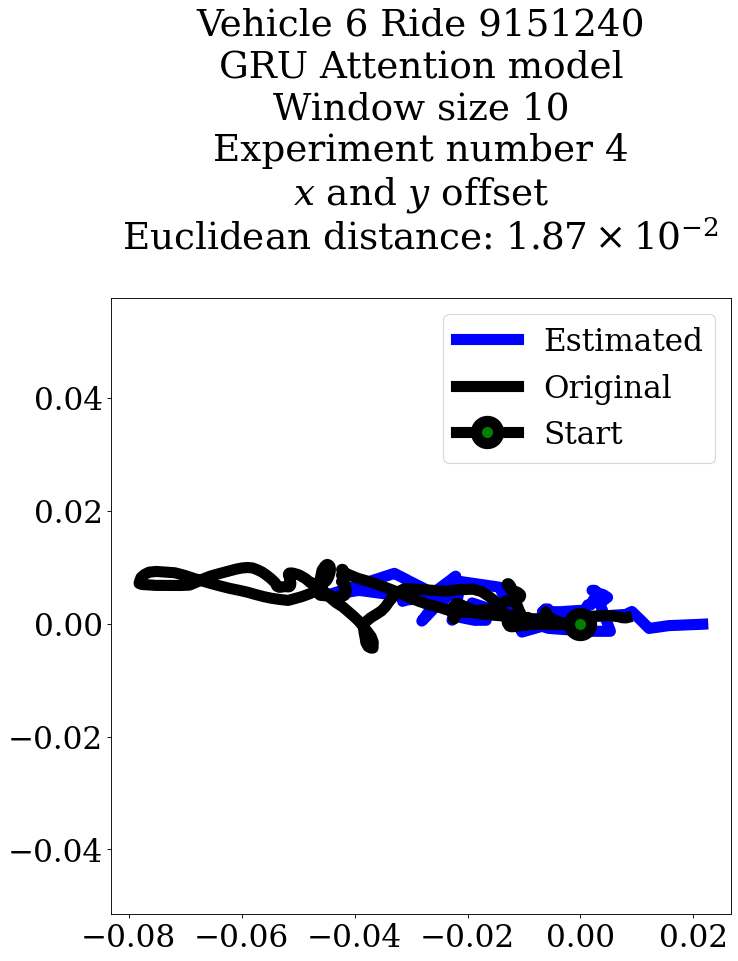 Vehicle 6 Ride 9151240
GRU Attention model
Window size 10
Experiment number 4
x and y offset
Euclidean distance: 1.87 × 10⁻²
Estimated
Original
Start
0.04
0.02
0.00
−0.02
−0.04
−0.08 −0.06 −0.04 −0.02 0.00 0.02